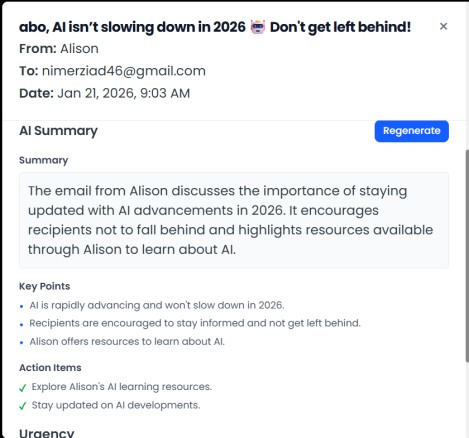 abo, AI isn’t slowing down in 2026 👾 Don't get left behind!
×
From: Alison
To: nimerziad46@gmail.com
Date: Jan 21, 2026, 9:03 AM
AI Summary
Regenerate
Summary
The email from Alison discusses the importance of staying
updated with AI advancements in 2026. It encourages
recipients not to fall behind and highlights resources available
through Alison to learn about AI.
Key Points
• AI is rapidly advancing and won't slow down in 2026.
• Recipients are encouraged to stay informed and not get left behind.
• Alison offers resources to learn about AI.
Action Items
✓ Explore Alison's AI learning resources.
✓ Stay updated on AI developments.
Urgency